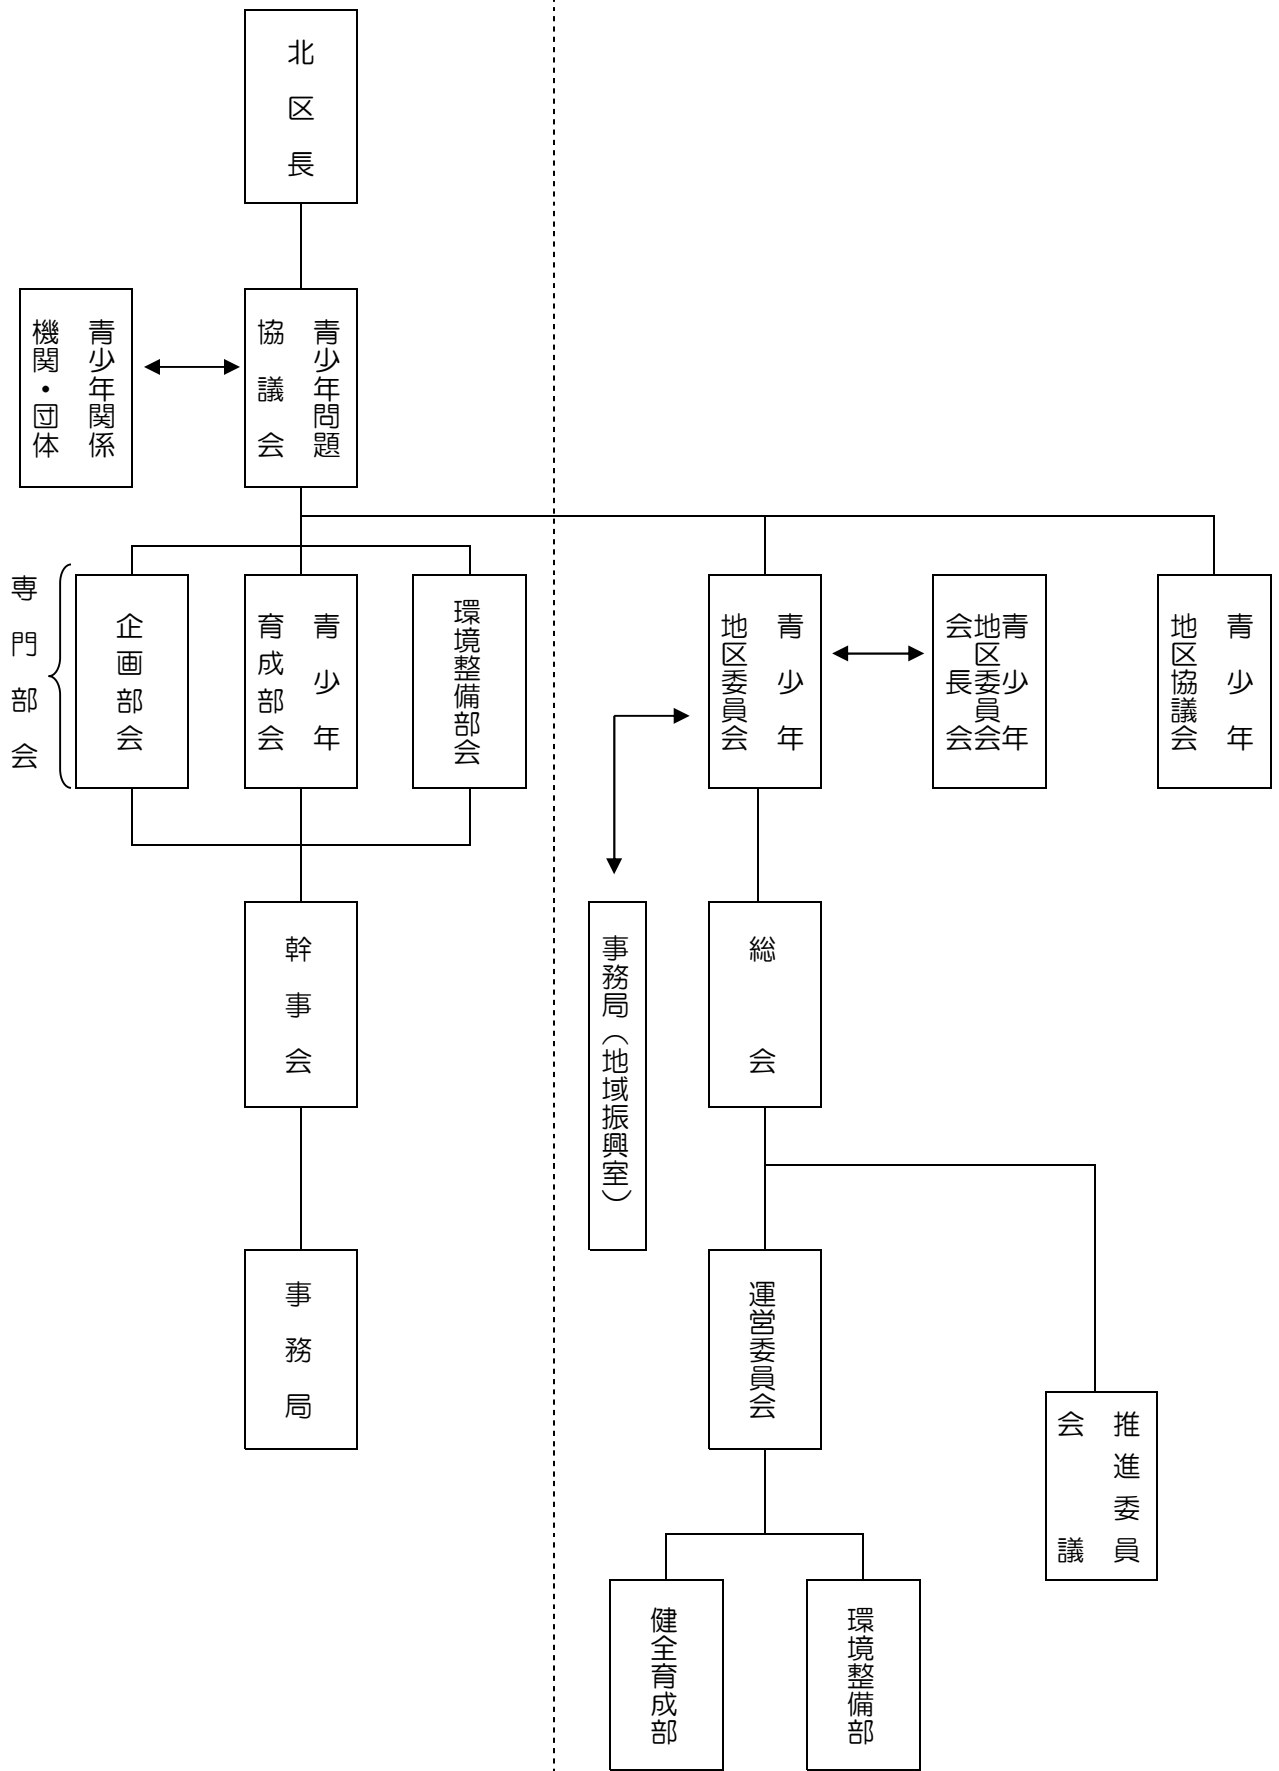 北区長
青少年関係
機関・団体
青少年問題
協議会
専門部会
企画部会
青少年
育成部会
環境整備部会
青少年
地区委員会
青少年
地区委員会
会長会
青少年
地区協議会
幹事会
事務局（地域振興室）
総会
事務局
運営委員会
推進委員
会議
健全育成部
環境整備部